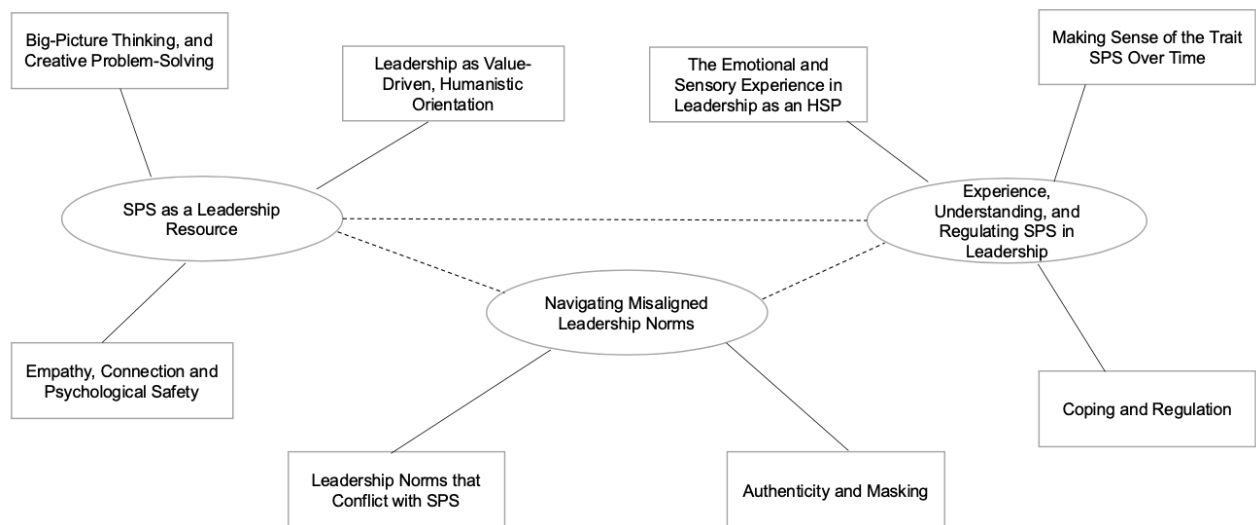 Big-Picture Thinking, and
Creative Problem-Solving
Leadership as Value-
Driven, Humanistic
Orientation
The Emotional and
Sensory Experience in
Leadership as an HSP
Making Sense of the Trait
SPS Over Time
SPS as a Leadership
Resource
Experience,
Understanding, and
Regulating SPS in
Leadership
Navigating Misaligned
Leadership Norms
Empathy, Connection and
Psychological Safety
Coping and Regulation
Leadership Norms that
Conflict with SPS
Authenticity and Masking